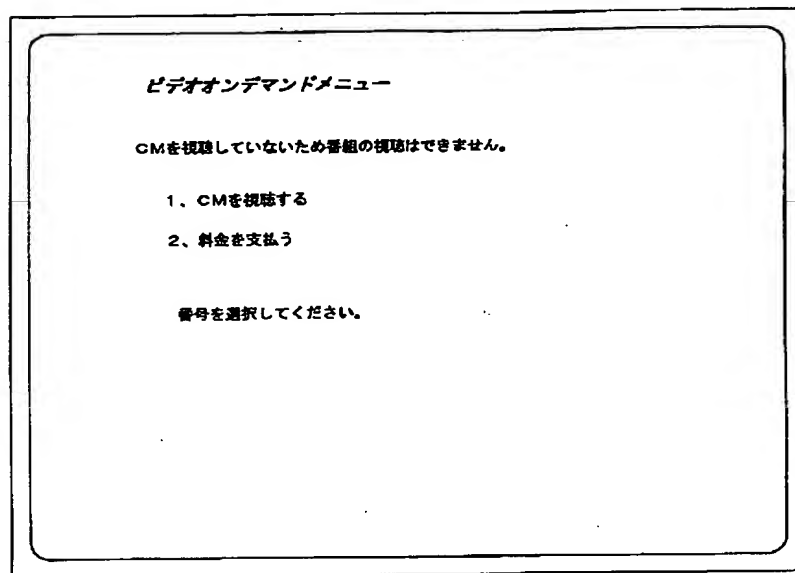 ビデオオンデマンドメニュー
CMを視聴していないため番組の視聴はできません。
1、CMを視聴する
2、料金を支払う
番号を選択してください。